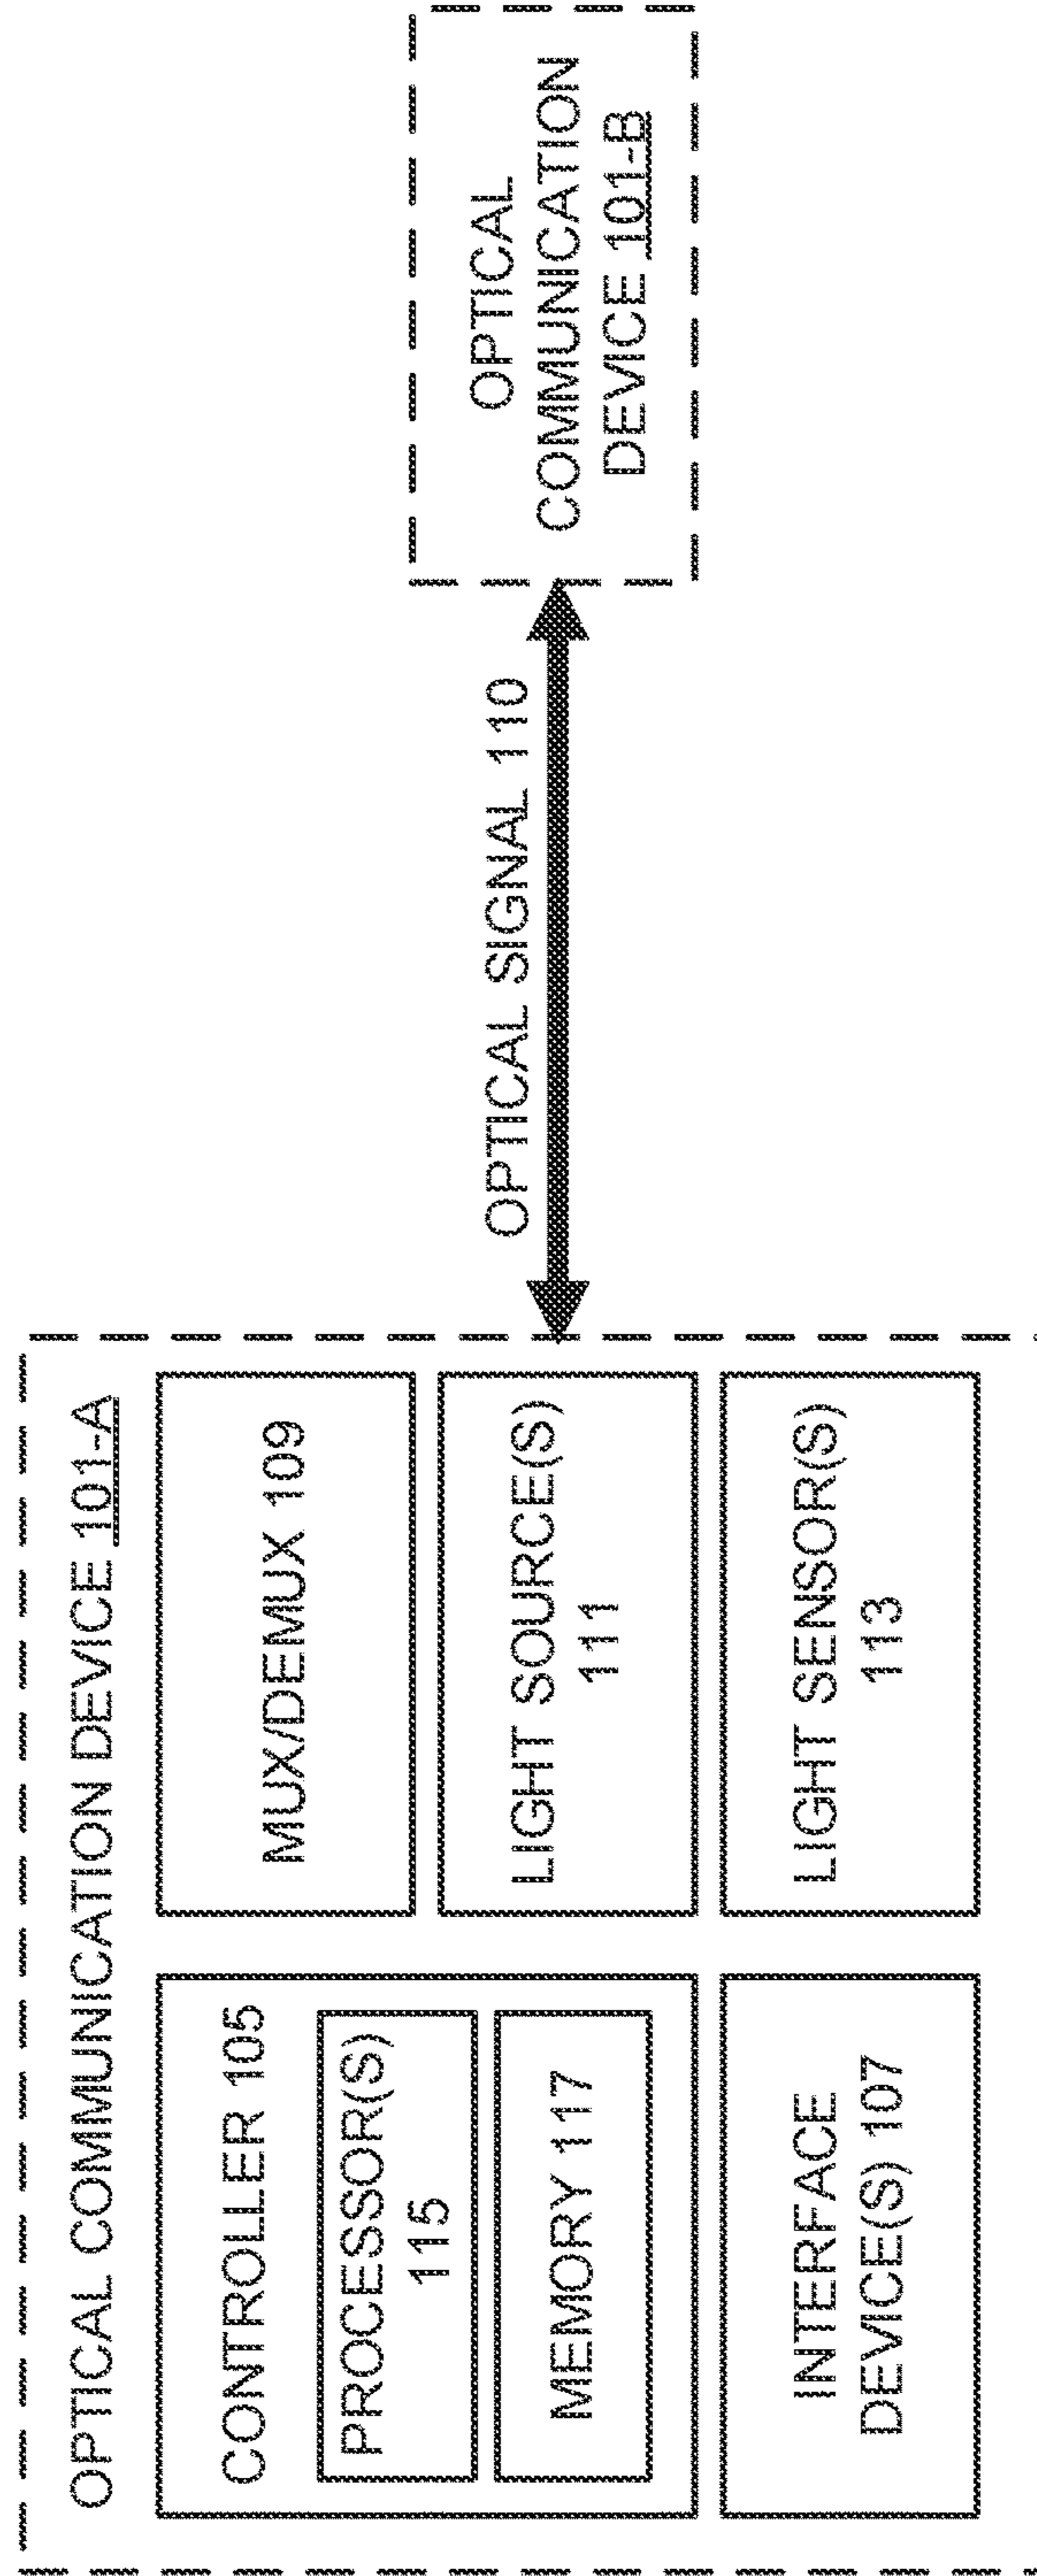 OPTICAL COMMUNICATION DEVICE 101-A
CONTROLLER 105
PROCESSOR(S)
115
MEMORY 117
INTERFACE
DEVICE(S) 107
MUX/DEMUX 109
LIGHT SOURCE(S)
111
LIGHT SENSOR(S)
113
OPTICAL SIGNAL 110
OPTICAL
COMMUNICATION
DEVICE 101-B